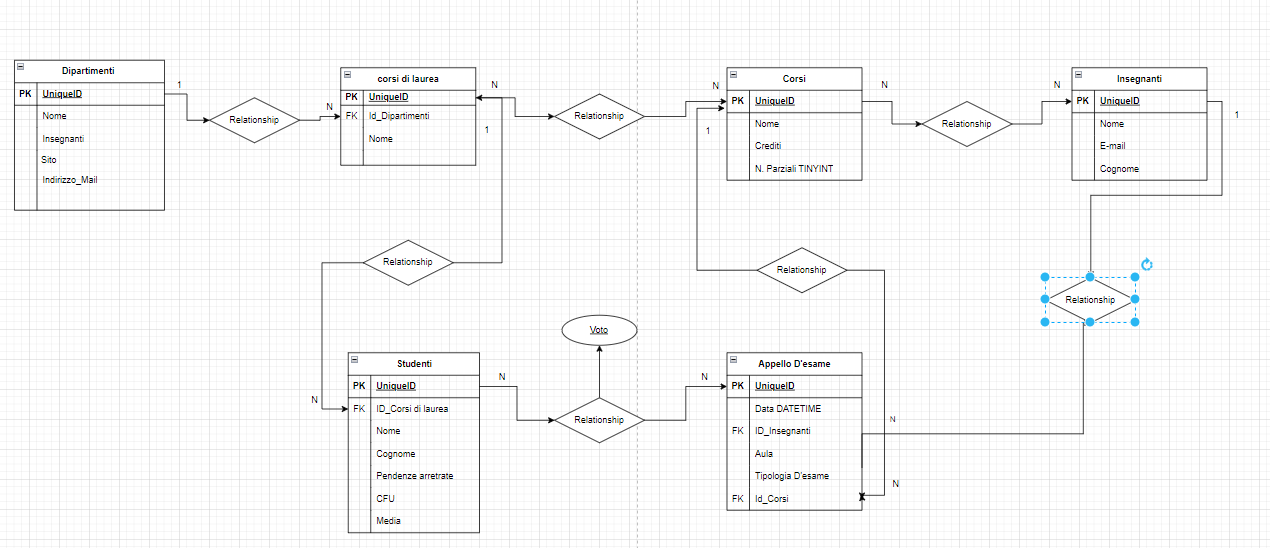 Dipartimenti
PK UniqueID
Nome
Insegnanti
Sito
Indirizzo_Mail
1
Relationship
N
corsi di laurea
PK UniqueID
FK Id_Dipartimenti
Nome
N
1
Relationship
N
Corsi
PK UniqueID
Nome
Crediti
N. Parziali TINYINT
1
N
Relationship
N
Insegnanti
PK UniqueID
Nome
E-mail
Cognome
1
Relationship
Relationship
Relationship
N
Studenti
PK UniqueID
FK ID_Corsi di laurea
Nome
Cognome
Pendenze arretrate
CFU
Media
N
Voto
Relationship
N
Appello D'esame
PK UniqueID
Data DATETIME
FK ID_Insegnanti
Aula
Tipologia D'esame
FK Id_Corsi
N
N